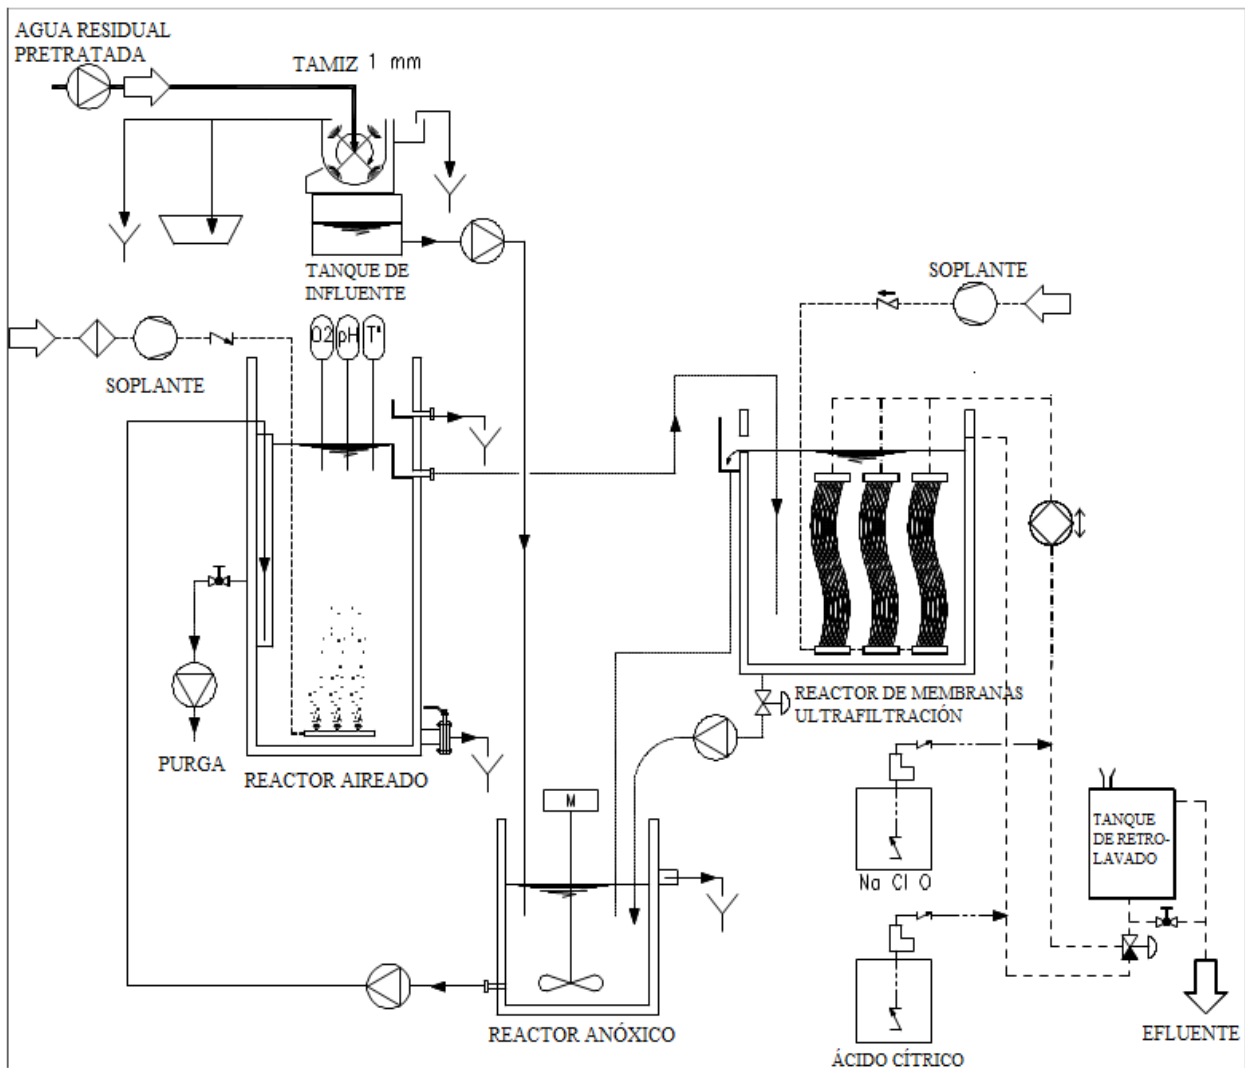 AGUA RESIDUAL
PRETRATADA
TAMIZ 1 mm
TANQUE DE
INFLUENTE
SOPLANTE
O2
pH
Tª
SOPLANTE
PURGA
REACTOR AIREADO
REACTOR DE MEMBRANAS
ULTRAFILTRACIÓN
M
Na Cl O
TANQUE
DE RETRO-
LAVADO
REACTOR ANÓXICO
ÁCIDO CÍTRICO
EFLUENTE